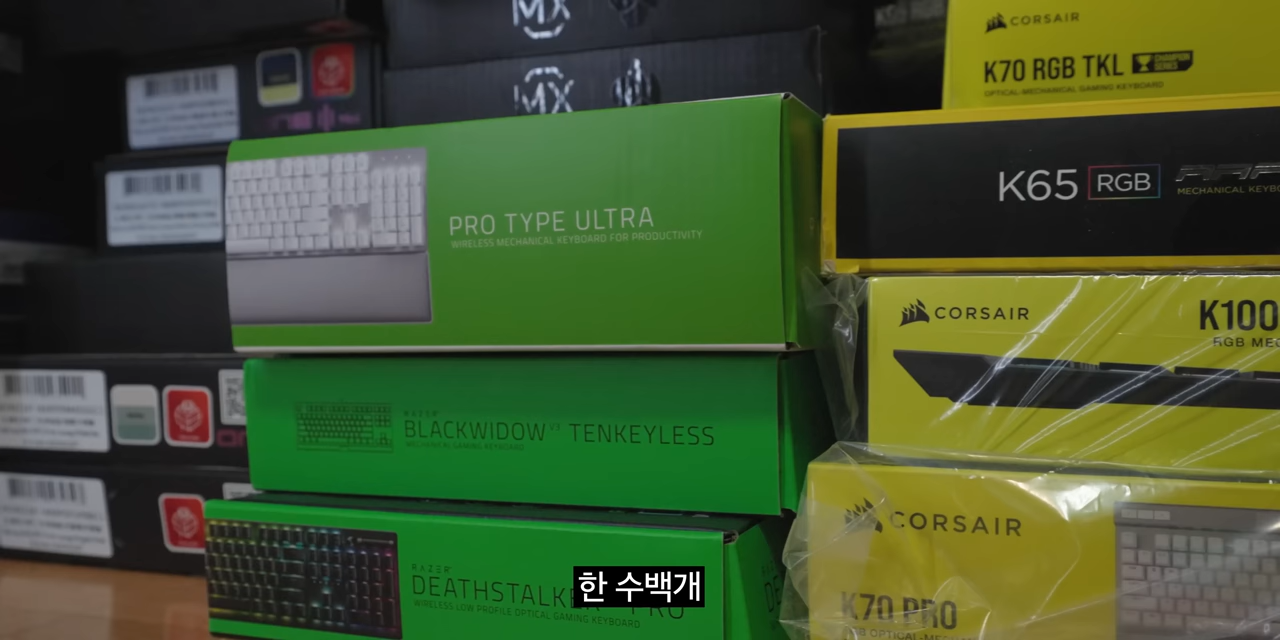 MX
MX
CORSAIR
K70 RGB TKL CHAMPION SERIES
OPTICAL-MECHANICAL GAMING KEYBOARD
K65 RGB
MECHANICAL
PRO TYPE ULTRA
WIRELESS MECHANICAL KEYBOARD FOR PRODUCTIVITY
CORSAIR
K100
RGB
RAZER
BLACKWIDOW V3 TENKEYLESS
MECHANICAL GAMING KEYBOARD
CORSAIR
K70 PRO
RAZER
DEATHSTALKER PRO
WIRELESS LOW PROFILE OPTICAL GAMING KEYBOARD
한 수백개